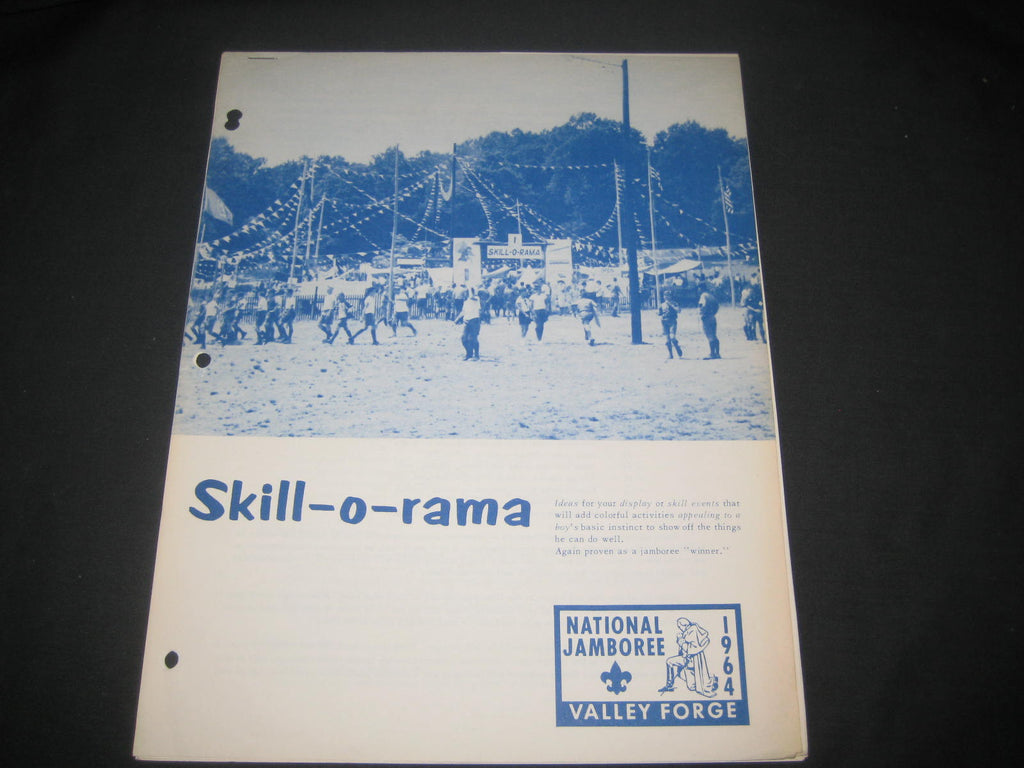 SKILL-O-RAMA
Skill-o-rama
Ideas for your display or skill events that
will add colorful activities appealing to a
boy's basic instinct to show off the things
he can do well.
Again proven as a jamboree "winner."
NATIONAL
JAMBOREE
1964
VALLEY FORGE